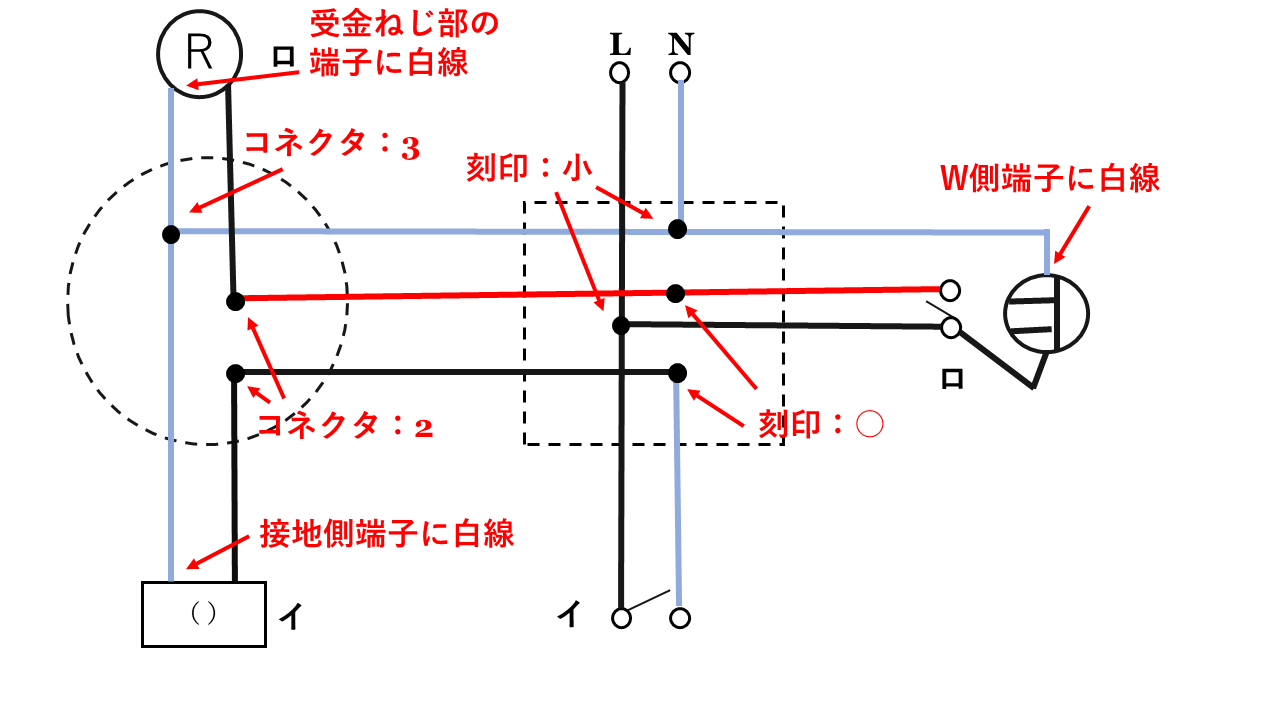 R
ロ
受金ねじ部の
端子に白線
L N
コネクタ：3
刻印：小
W側端子に白線
ロ
コネクタ：2
刻印：○
接地側端子に白線
（）
イ
イ